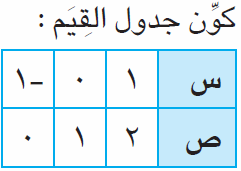 كوِّن جدول القِيَم :
س ١ ٠ –١
ص ٢ ١ ٠